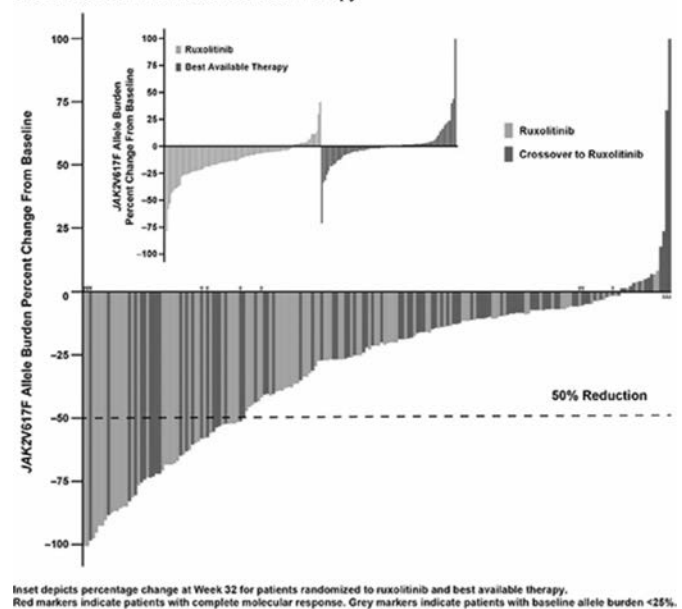 100
75
50
25
0
-25
-50
-75
-100
JAK2V617F Allele Burden Percent Change From Baseline
100
75
50
25
0
-25
-50
-75
-100
JAK2V617F Allele Burden
Percent Change From Baseline
Ruxolitinib
Best Available Therapy
Ruxolitinib
Crossover to Ruxolitinib
50% Reduction
Inset depicts percentage change at Week 32 for patients randomized to ruxolitinib and best available therapy.
Red markers indicate patients with complete molecular response. Grey markers indicate patients with baseline allele burden <25%.